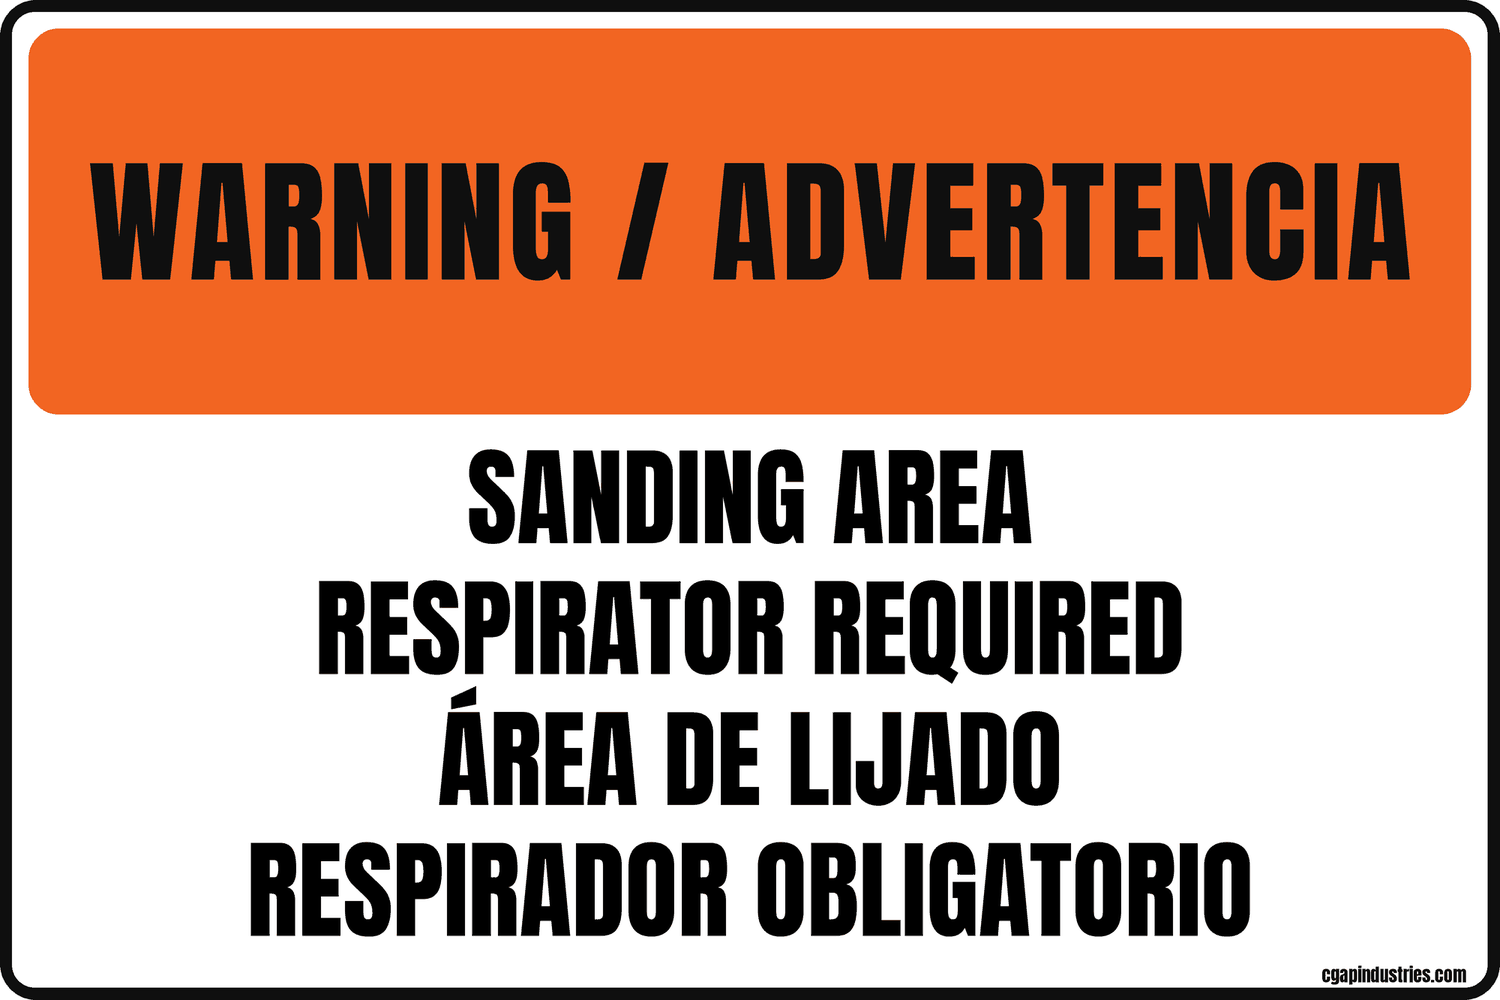 WARNING / ADVERTENCIA
SANDING AREA
RESPIRATOR REQUIRED
ÁREA DE LIJADO
RESPIRADOR OBLIGATORIO
cgapindustries.com